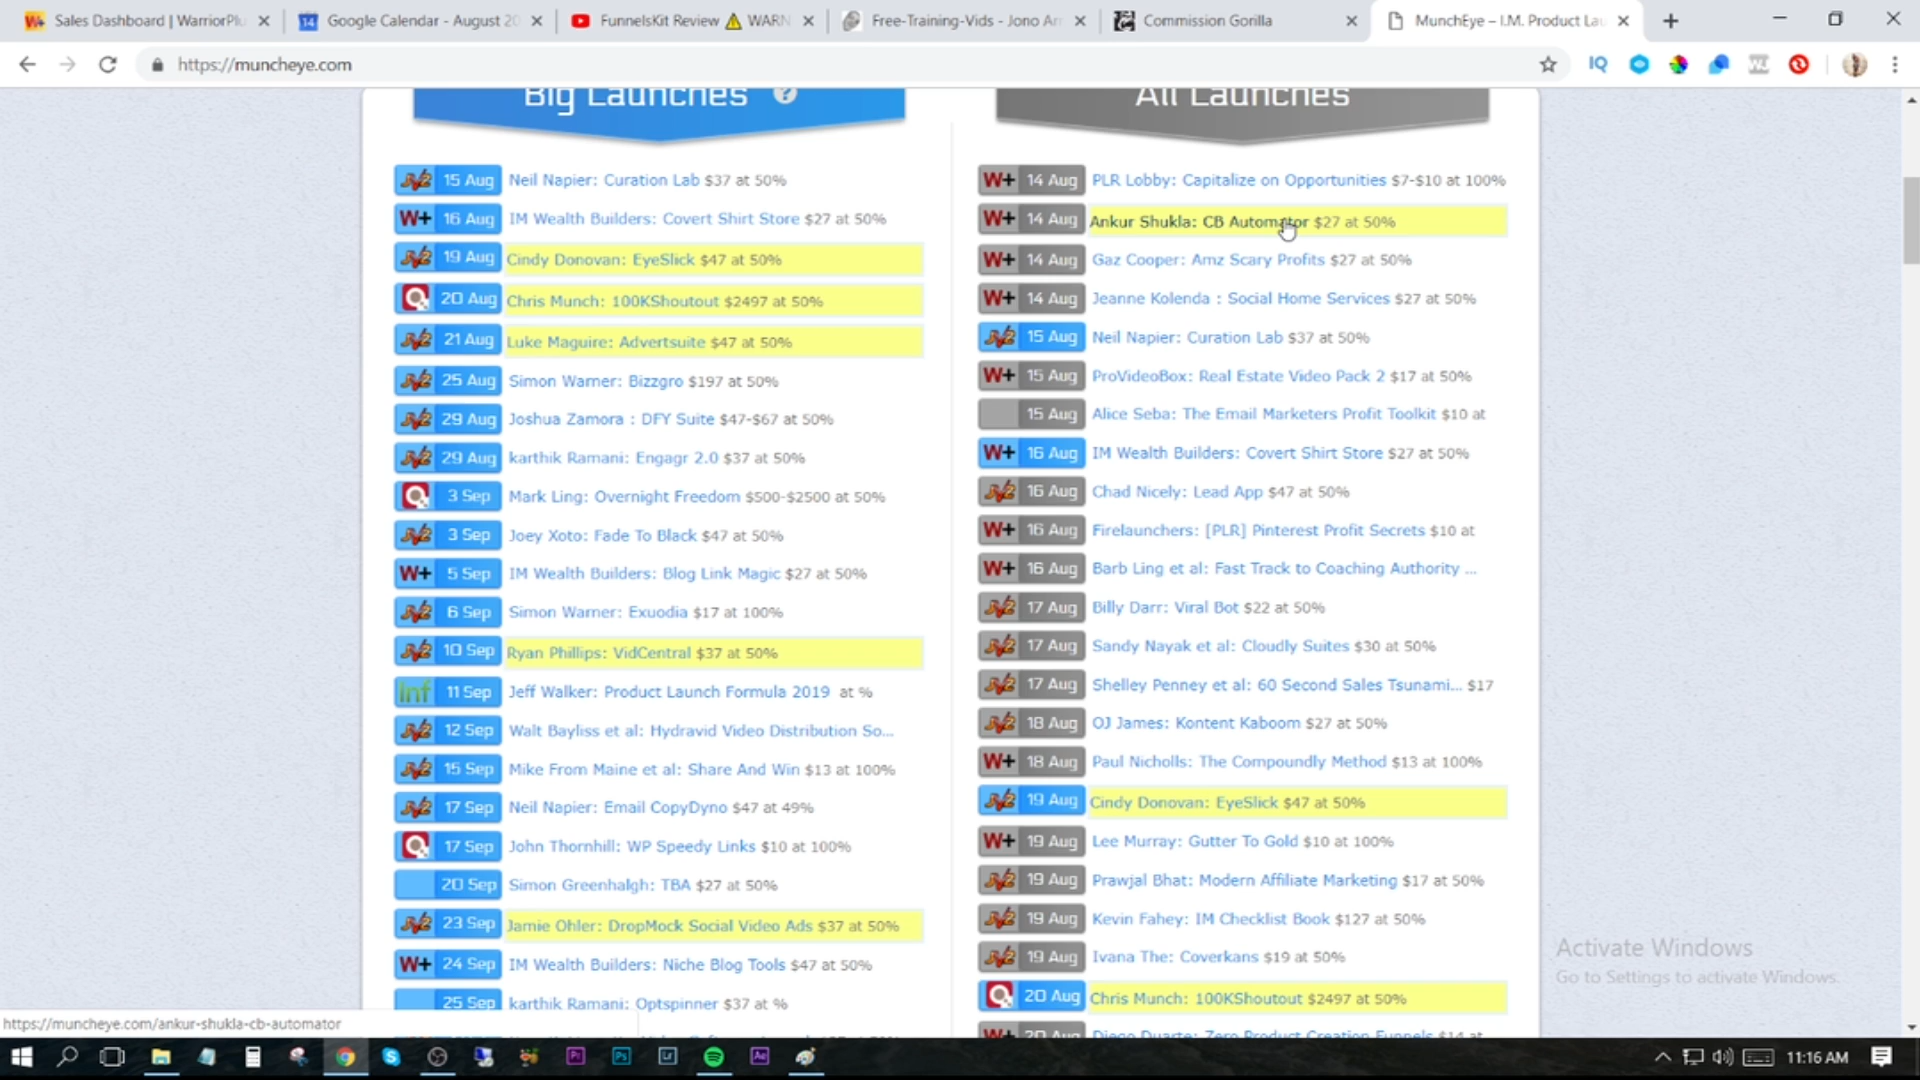 Sales Dashboard | WarriorPlu
Google Calendar - August 20
FunnelsKit Review ⚠ WARN
Free-Training-Vids - Jono Ar
Commission Gorilla
MunchEye – I.M. Product Lau
https://muncheye.com
Big Launches ?
15 Aug Neil Napier: Curation Lab $37 at 50%
W+ 16 Aug IM Wealth Builders: Covert Shirt Store $27 at 50%
19 Aug Cindy Donovan: EyeSlick $47 at 50%
20 Aug Chris Munch: 100KShoutout $2497 at 50%
21 Aug Luke Maguire: Advertsuite $47 at 50%
25 Aug Simon Warner: Bizzgro $197 at 50%
29 Aug Joshua Zamora : DFY Suite $47-$67 at 50%
29 Aug karthik Ramani: Engagr 2.0 $37 at 50%
3 Sep Mark Ling: Overnight Freedom $500-$2500 at 50%
3 Sep Joey Xoto: Fade To Black $47 at 50%
W+ 5 Sep IM Wealth Builders: Blog Link Magic $27 at 50%
6 Sep Simon Warner: Exuodia $17 at 100%
10 Sep Ryan Phillips: VidCentral $37 at 50%
Inf 11 Sep Jeff Walker: Product Launch Formula 2019 at %
12 Sep Walt Bayliss et al: Hydravid Video Distribution So...
15 Sep Mike From Maine et al: Share And Win $13 at 100%
17 Sep Neil Napier: Email CopyDyno $47 at 49%
17 Sep John Thornhill: WP Speedy Links $10 at 100%
20 Sep Simon Greenhalgh: TBA $27 at 50%
23 Sep Jamie Ohler: DropMock Social Video Ads $37 at 50%
W+ 24 Sep IM Wealth Builders: Niche Blog Tools $47 at 50%
25 Sep karthik Ramani: Optspinner $37 at %
All Launches
W+ 14 Aug PLR Lobby: Capitalize on Opportunities $7-$10 at 100%
W+ 14 Aug Ankur Shukla: CB Automator $27 at 50%
W+ 14 Aug Gaz Cooper: Amz Scary Profits $27 at 50%
W+ 14 Aug Jeanne Kolenda : Social Home Services $27 at 50%
15 Aug Neil Napier: Curation Lab $37 at 50%
W+ 15 Aug ProVideoBox: Real Estate Video Pack 2 $17 at 50%
15 Aug Alice Seba: The Email Marketers Profit Toolkit $10 at
W+ 16 Aug IM Wealth Builders: Covert Shirt Store $27 at 50%
16 Aug Chad Nicely: Lead App $47 at 50%
W+ 16 Aug Firelaunchers: [PLR] Pinterest Profit Secrets $10 at
W+ 16 Aug Barb Ling et al: Fast Track to Coaching Authority ...
17 Aug Billy Darr: Viral Bot $22 at 50%
17 Aug Sandy Nayak et al: Cloudly Suites $30 at 50%
17 Aug Shelley Penney et al: 60 Second Sales Tsunami... $17
18 Aug OJ James: Kontent Kaboom $27 at 50%
W+ 18 Aug Paul Nicholls: The Compoundly Method $13 at 100%
19 Aug Cindy Donovan: EyeSlick $47 at 50%
W+ 19 Aug Lee Murray: Gutter To Gold $10 at 100%
19 Aug Prawjal Bhat: Modern Affiliate Marketing $17 at 50%
19 Aug Kevin Fahey: IM Checklist Book $127 at 50%
19 Aug Ivana The: Coverkans $19 at 50%
20 Aug Chris Munch: 100KShoutout $2497 at 50%
W+ 20 Aug Diego Duarte: Zero Product Creation Funnels $14 at
Activate Windows
Go to Settings to activate Windows.
https://muncheye.com/ankur-shukla-cb-automator
11:16 AM